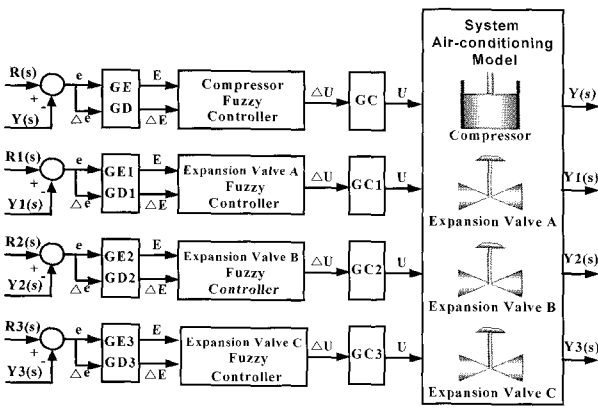 System
Air-conditioning
Model
R(s)
+
-
Y(s)
e
△e
GE
GD
E
△E
Compressor
Fuzzy
Controller
△U
GC
U
Compressor
Y(s)
R1(s)
+
-
Y1(s)
e
△e
GE1
GD1
E
△E
Expansion Valve A
Fuzzy
Controller
△U
GC1
U
Expansion Valve A
Y1(s)
R2(s)
+
-
Y2(s)
e
△e
GE2
GD2
E
△E
Expansion Valve B
Fuzzy
Controller
△U
GC2
U
Expansion Valve B
Y2(s)
R3(s)
+
-
Y3(s)
e
△e
GE3
GD3
E
△E
Expansion Valve C
Fuzzy
Controller
△U
GC3
U
Expansion Valve C
Y3(s)